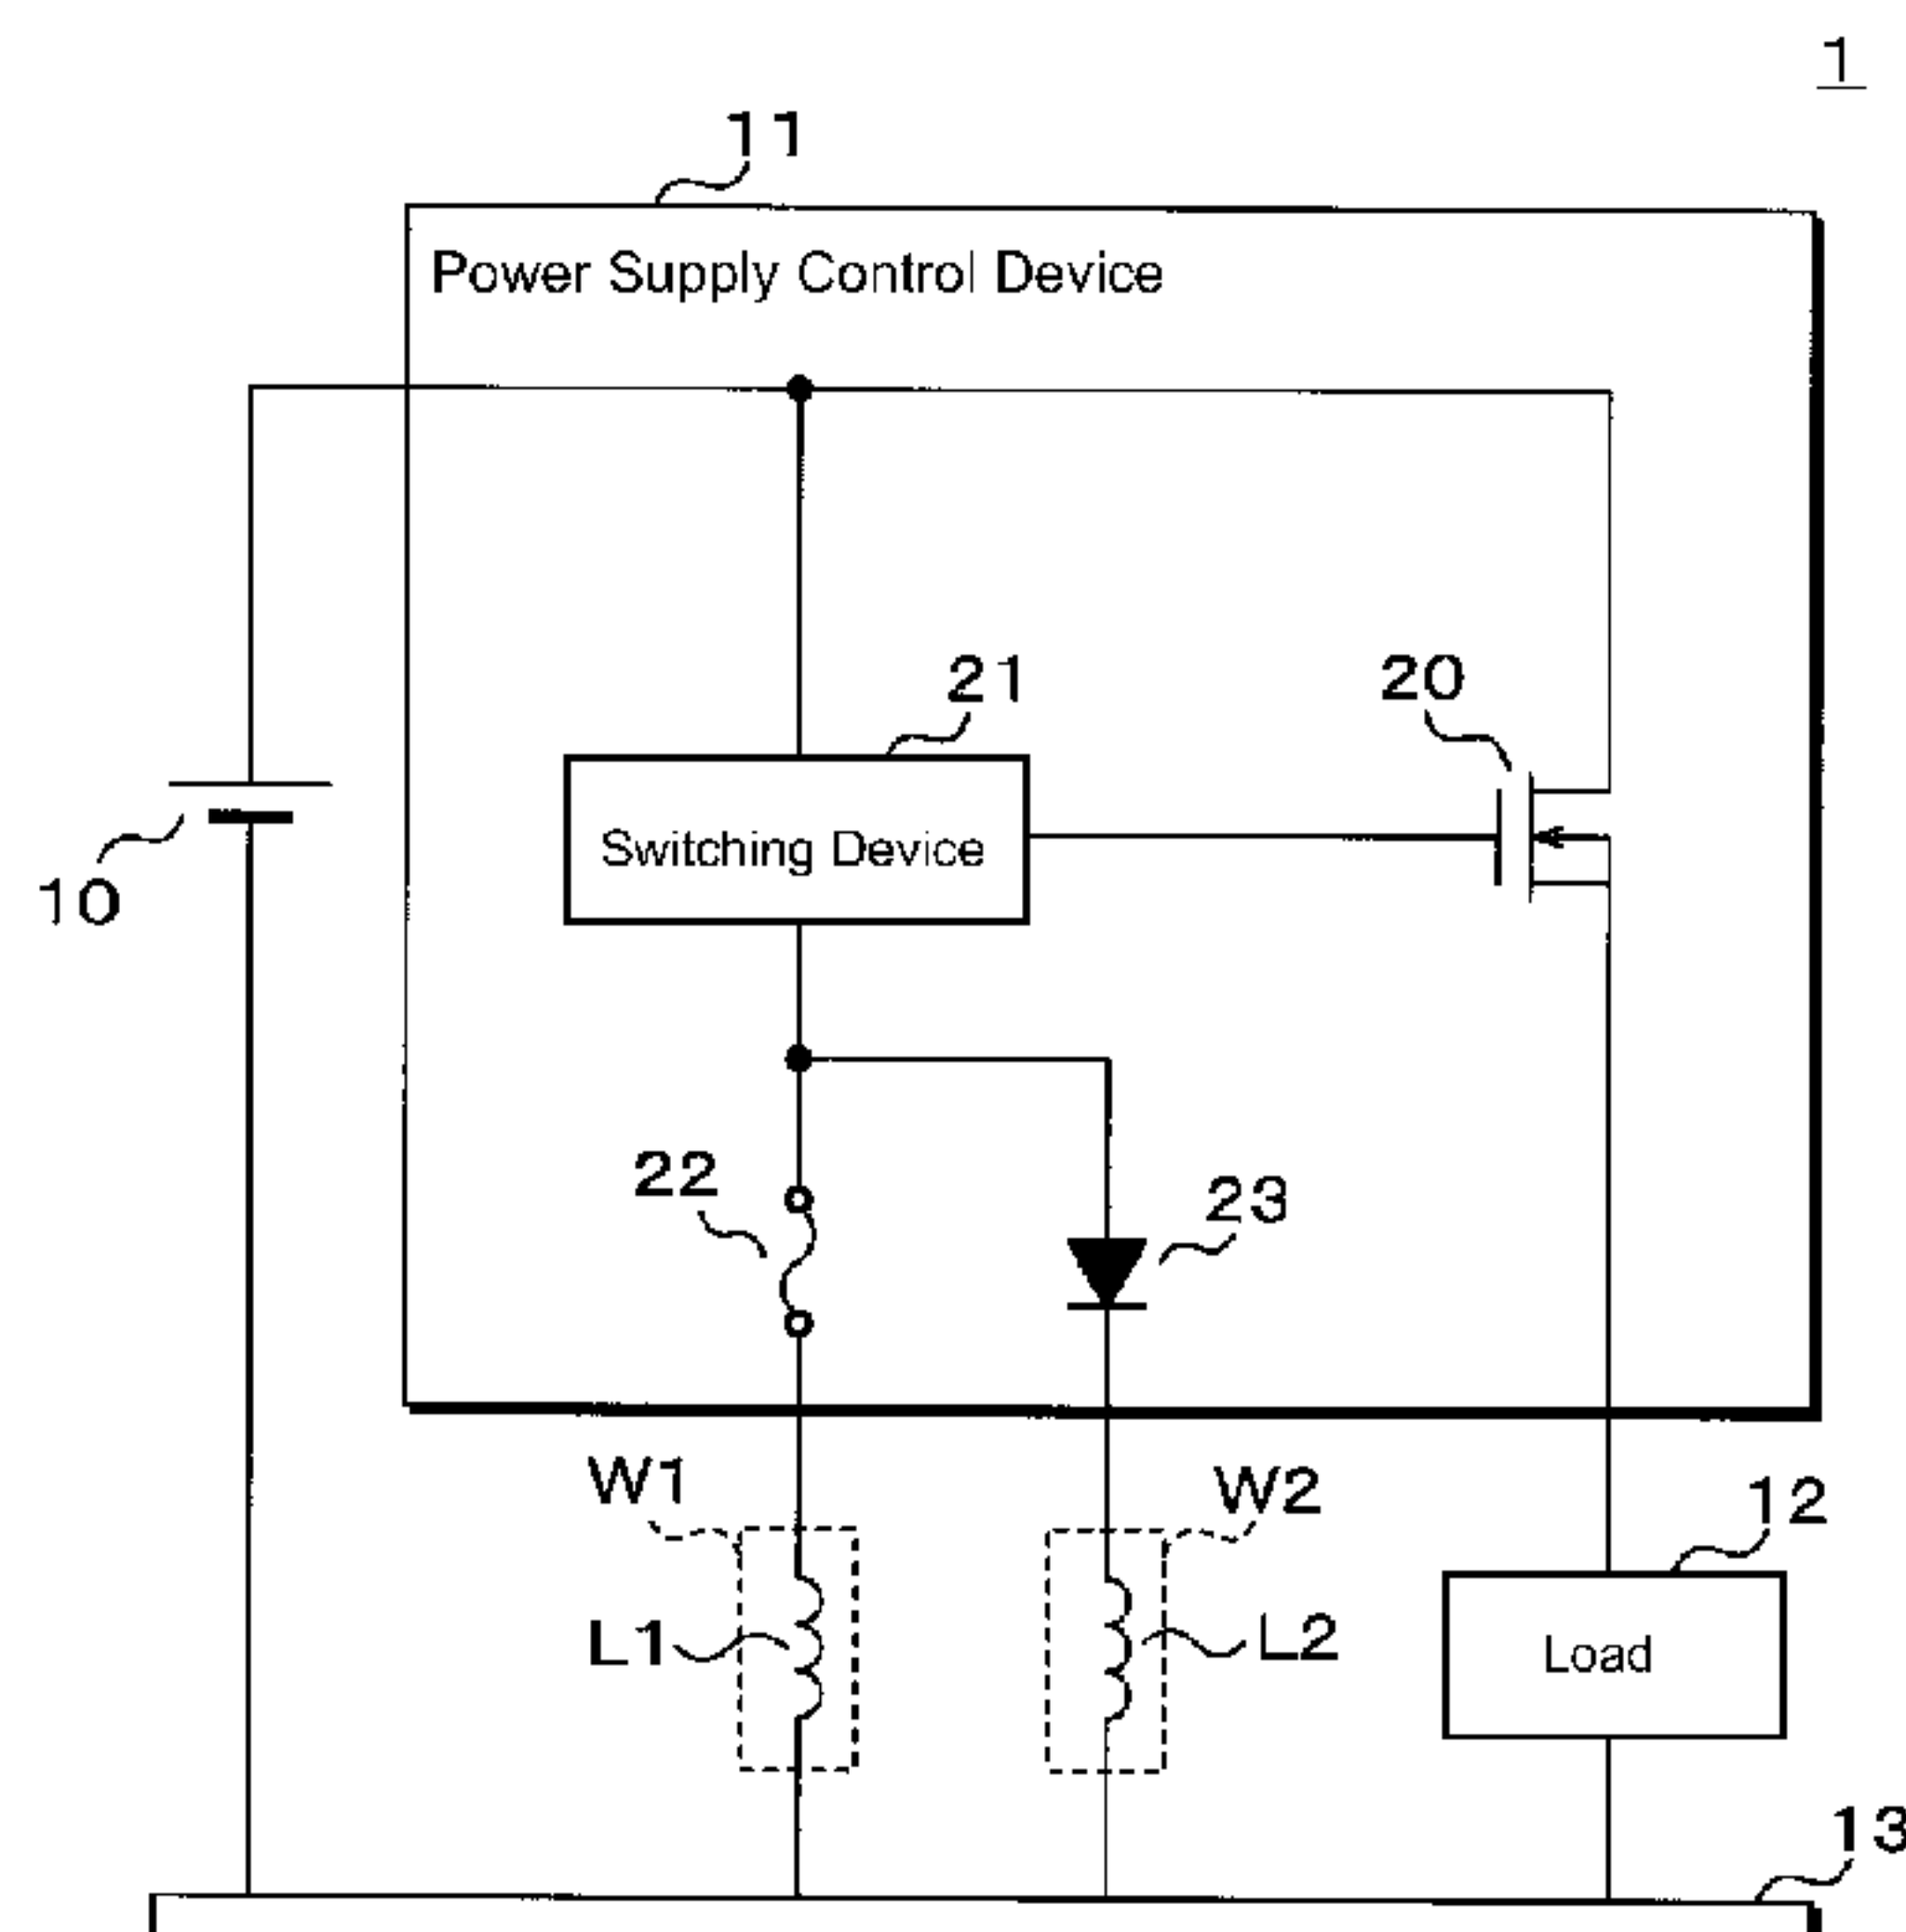 1
11
Power Supply Control Device
21
20
Switching Device
10
22
23
W1
W2
12
L1
L2
Load
13